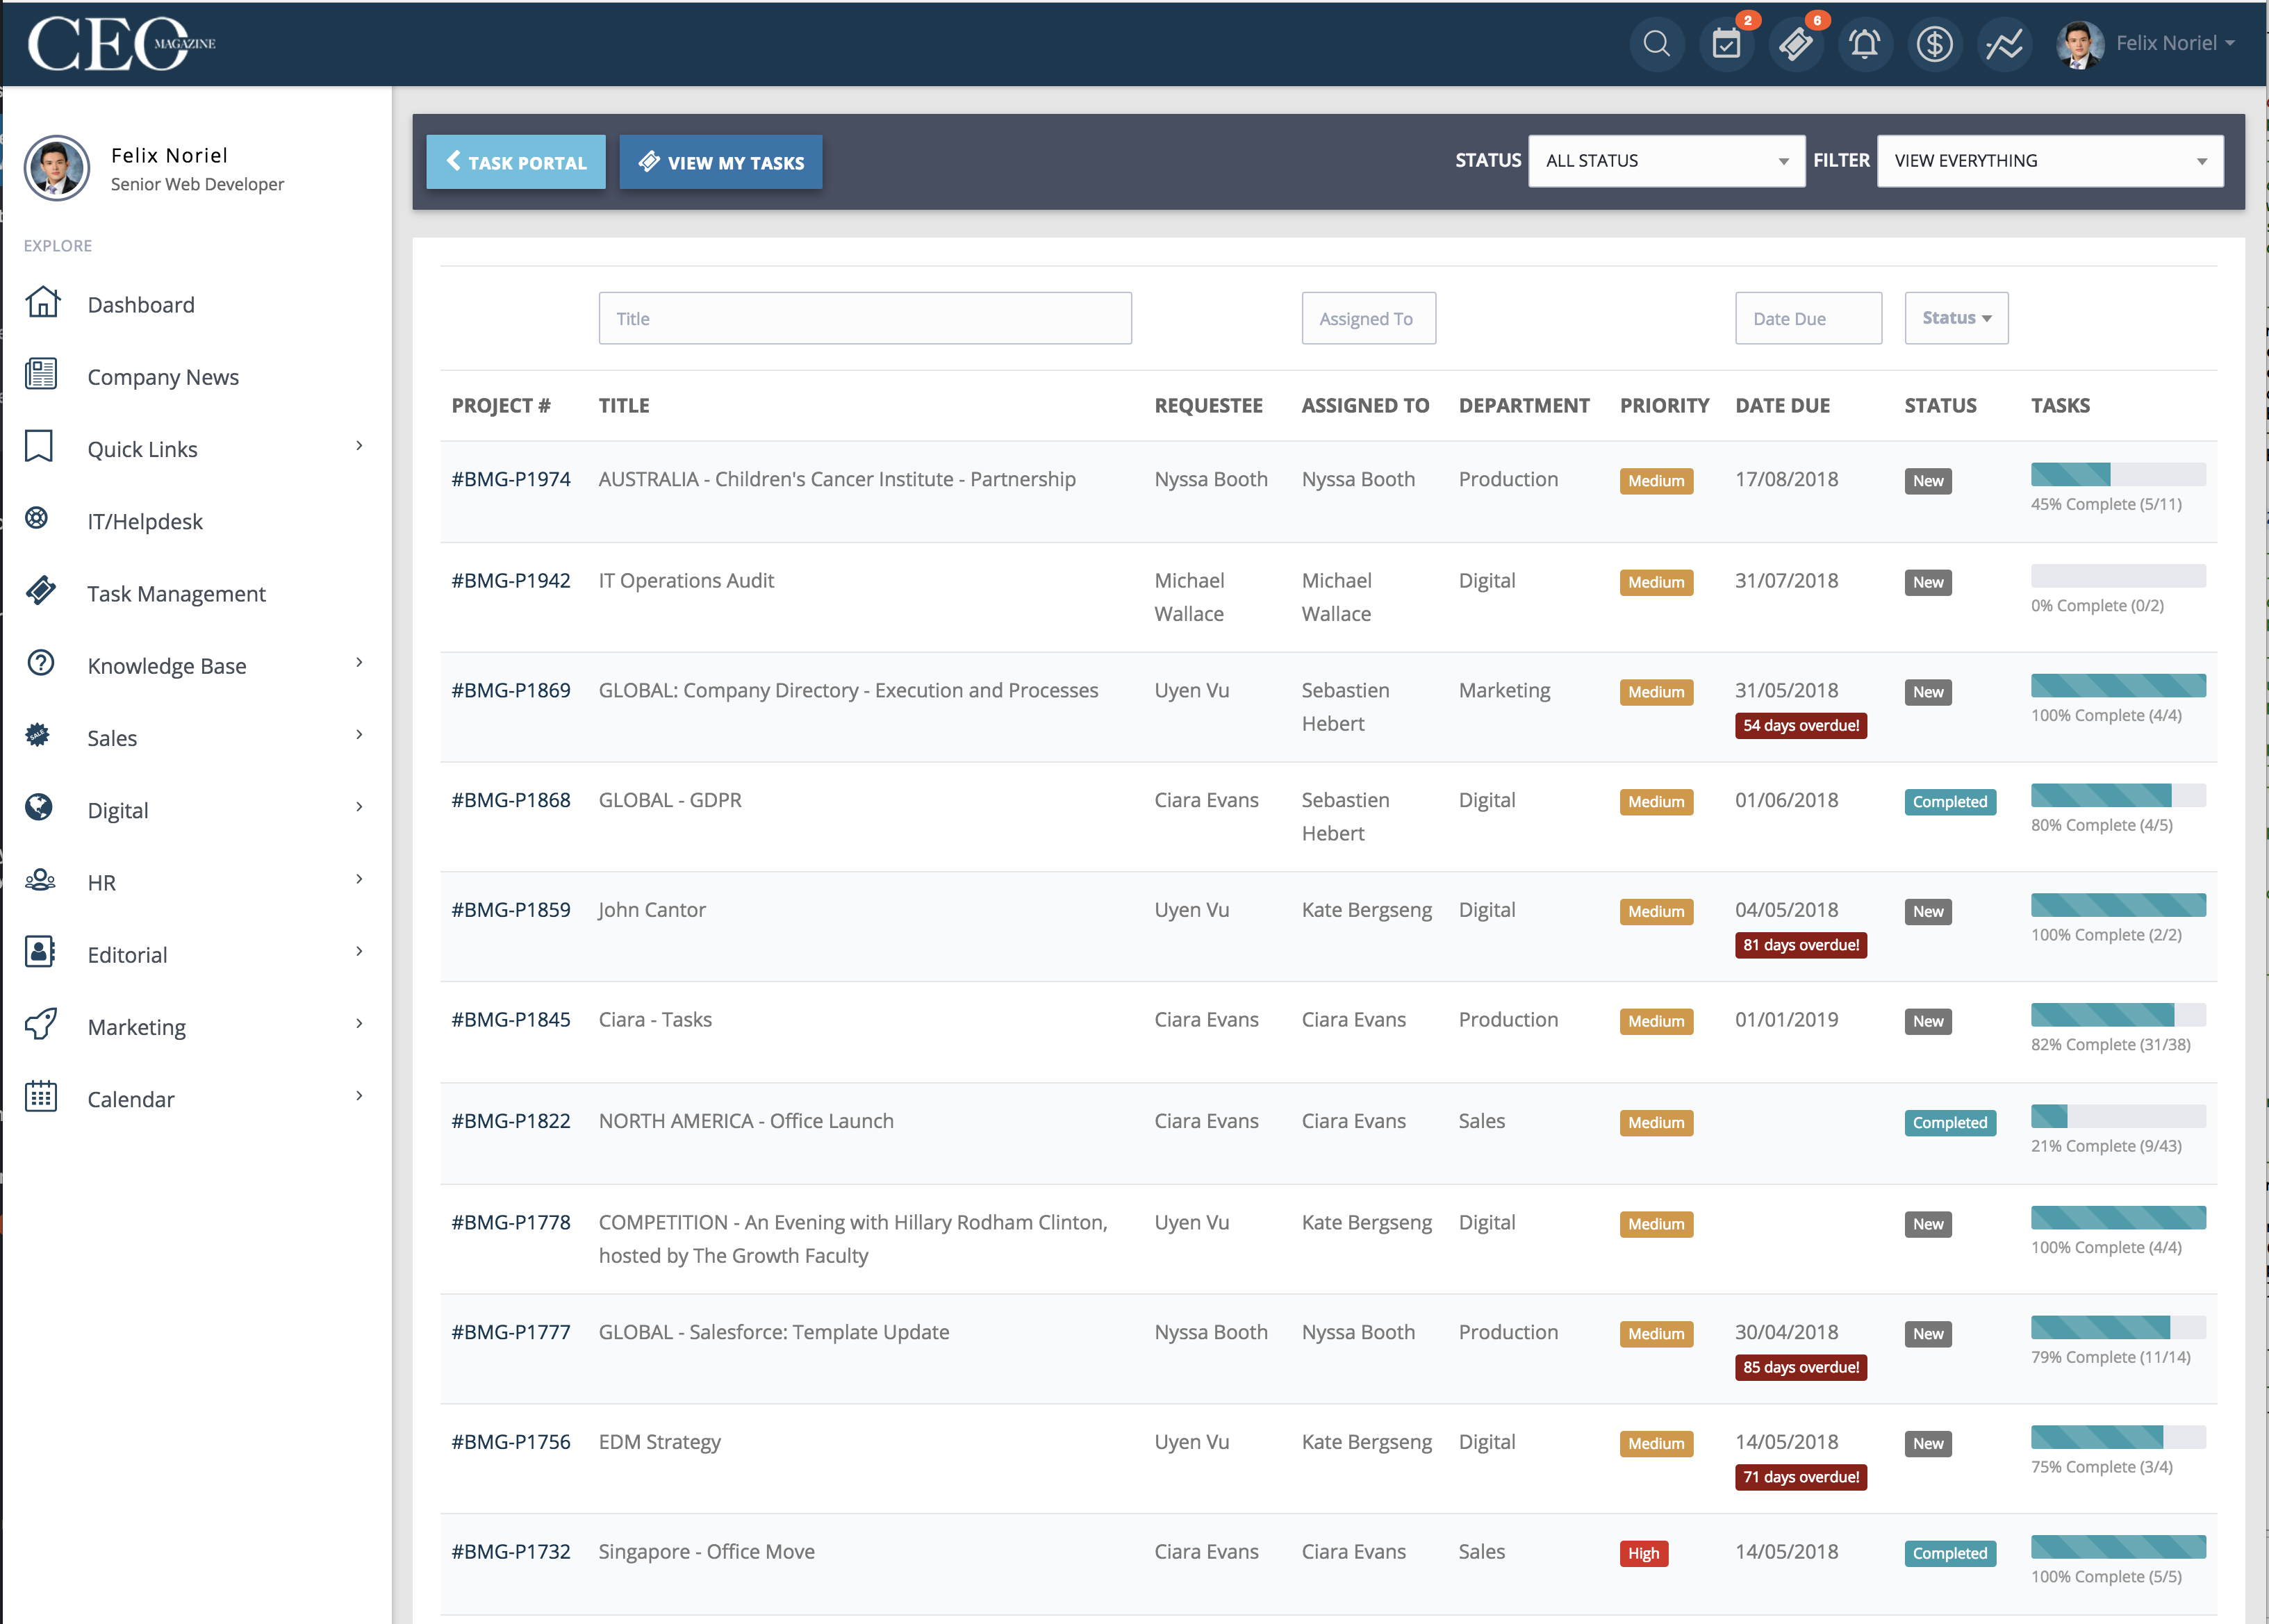 CEO MAGAZINE
2
6
Felix Noriel
Felix Noriel
Senior Web Developer
EXPLORE
Dashboard
Company News
Quick Links
IT/Helpdesk
Task Management
Knowledge Base
SALE
Sales
Digital
HR
Editorial
Marketing
Calendar
TASK PORTAL
VIEW MY TASKS
STATUS ALL STATUS FILTER VIEW EVERYTHING
Title Assigned To Date Due Status
PROJECT # TITLE REQUESTEE ASSIGNED TO DEPARTMENT PRIORITY DATE DUE STATUS TASKS
#BMG-P1974 AUSTRALIA - Children's Cancer Institute - Partnership Nyssa Booth Nyssa Booth Production Medium 17/08/2018 New
45% Complete (5/11)
#BMG-P1942 IT Operations Audit Michael Michael Digital Medium 31/07/2018 New
Wallace Wallace 0% Complete (0/2)
#BMG-P1869 GLOBAL: Company Directory - Execution and Processes Uyen Vu Sebastien Marketing Medium 31/05/2018 New
Hebert 54 days overdue! 100% Complete (4/4)
#BMG-P1868 GLOBAL - GDPR Ciara Evans Sebastien Digital Medium 01/06/2018 Completed
Hebert 80% Complete (4/5)
#BMG-P1859 John Cantor Uyen Vu Kate Bergseng Digital Medium 04/05/2018 New
81 days overdue! 100% Complete (2/2)
#BMG-P1845 Ciara - Tasks Ciara Evans Ciara Evans Production Medium 01/01/2019 New
82% Complete (31/38)
#BMG-P1822 NORTH AMERICA - Office Launch Ciara Evans Ciara Evans Sales Medium Completed
21% Complete (9/43)
#BMG-P1778 COMPETITION - An Evening with Hillary Rodham Clinton, Uyen Vu Kate Bergseng Digital Medium New
hosted by The Growth Faculty 100% Complete (4/4)
#BMG-P1777 GLOBAL - Salesforce: Template Update Nyssa Booth Nyssa Booth Production Medium 30/04/2018 New
85 days overdue! 79% Complete (11/14)
#BMG-P1756 EDM Strategy Uyen Vu Kate Bergseng Digital Medium 14/05/2018 New
71 days overdue! 75% Complete (3/4)
#BMG-P1732 Singapore - Office Move Ciara Evans Ciara Evans Sales High 14/05/2018 Completed
100% Complete (5/5)